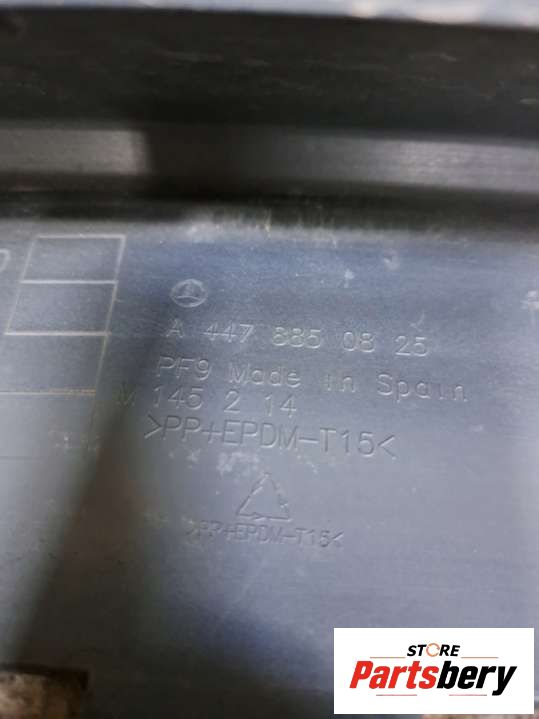 A 447 885 08 25
PF9 Made in Spain
M 145 2 14
>PP+EPDM-T15<
>PP+EPDM-T15<
STORE
Partsbery